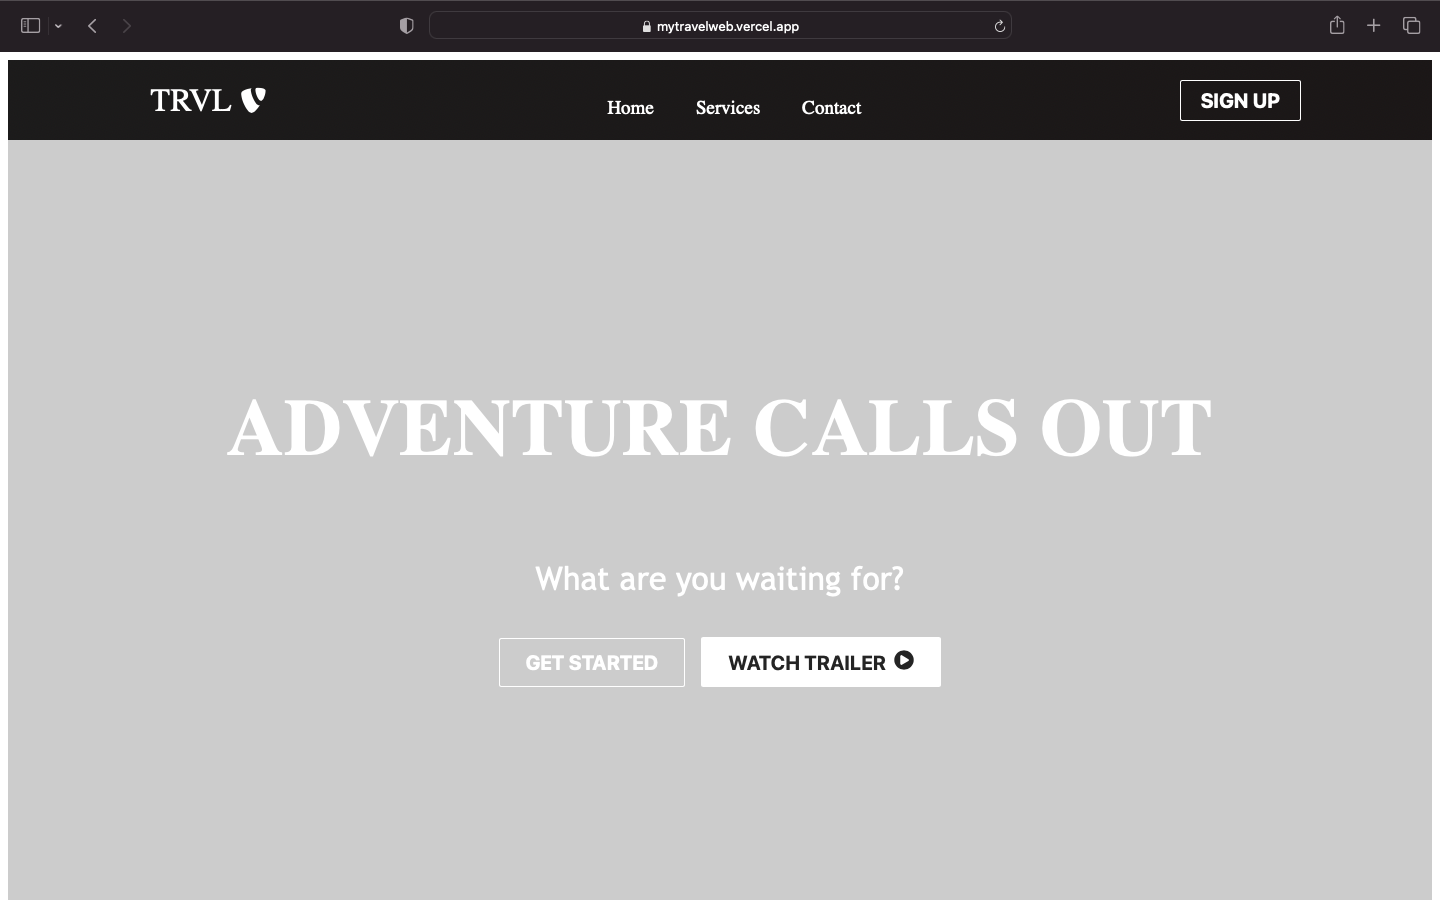 mytravelweb.vercel.app
TRVL
Home Services Contact
SIGN UP
ADVENTURE CALLS OUT
What are you waiting for?
GET STARTED
WATCH TRAILER